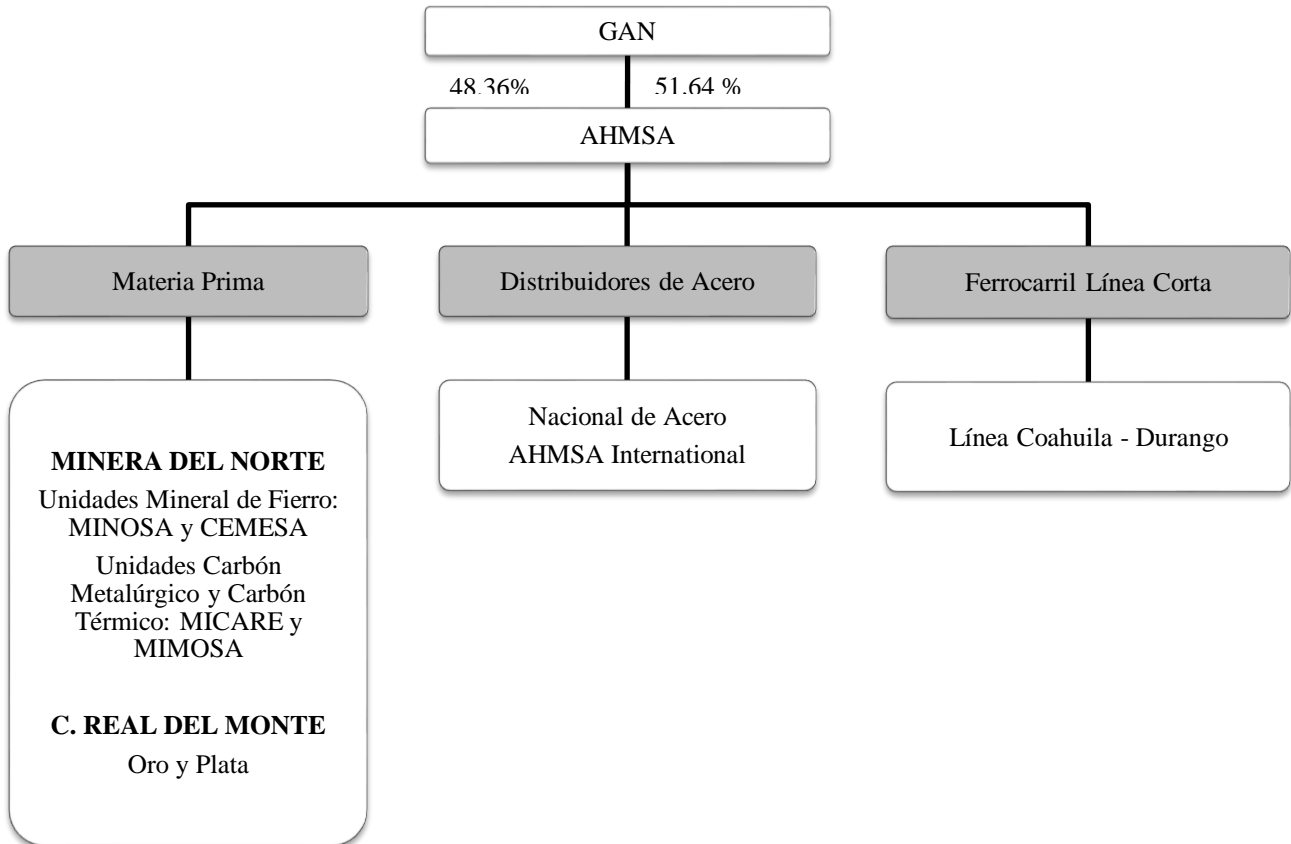 GAN
48.36% 51.64 %
AHMSA
Materia Prima
Distribuidores de Acero
Ferrocarril Línea Corta
MINERA DEL NORTE
Unidades Mineral de Fierro:
MINOSA y CEMESA
Unidades Carbón
Metalúrgico y Carbón
Térmico: MICARE y
MIMOSA
C. REAL DEL MONTE
Oro y Plata
Nacional de Acero
AHMSA International
Línea Coahuila - Durango